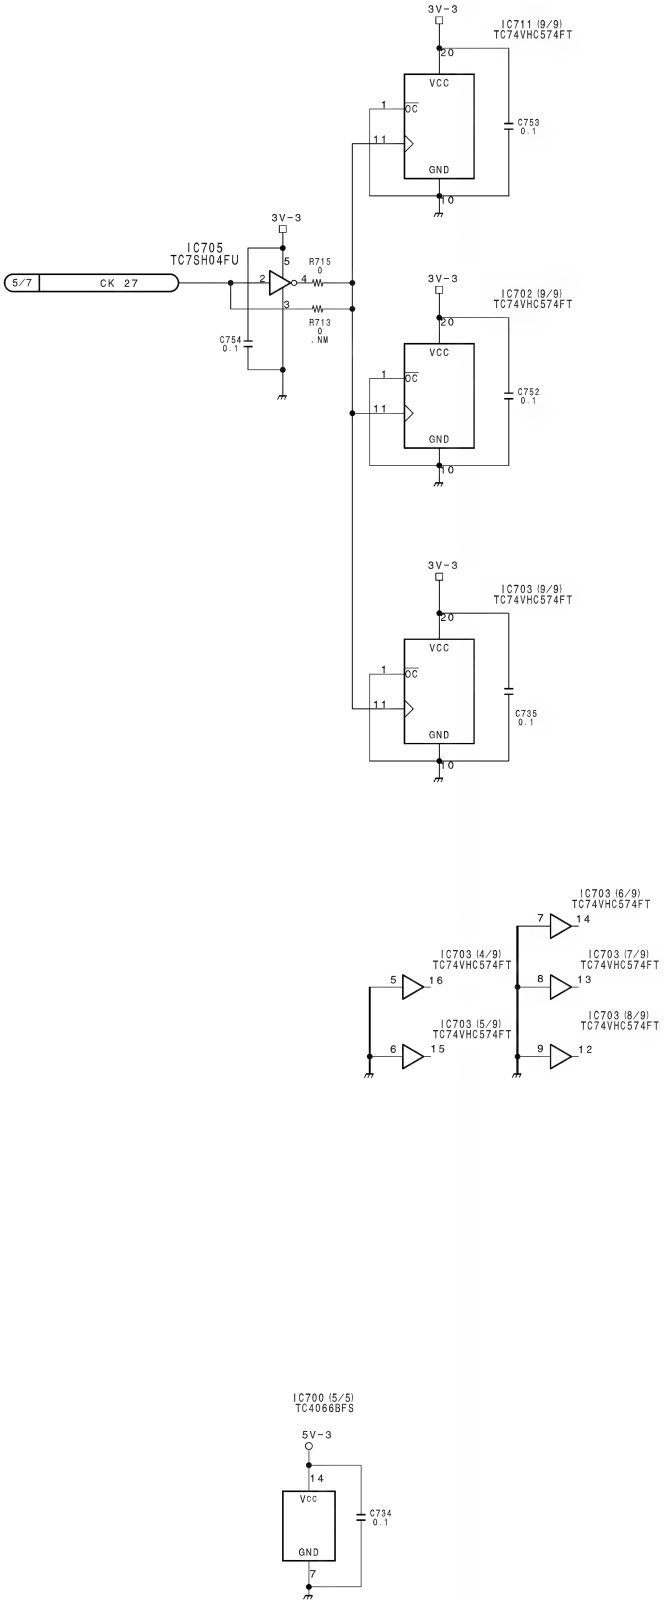 3V-3
IC711 (9/9)
TC74VHC574FT
20
VCC
1
OC
C753
0.1
11
GND
10
3V-3
IC705
TC7SH04FU
5
R715
0
5/7
CK 27
2
4
3
R713
0
.NM
C754
0.1
3V-3
IC702 (9/9)
TC74VHC574FT
20
VCC
1
OC
C752
0.1
11
GND
10
3V-3
IC703 (9/9)
TC74VHC574FT
20
VCC
1
OC
11
C735
0.1
GND
10
IC703 (6/9)
TC74VHC574FT
7
14
IC703 (4/9)
TC74VHC574FT
5
16
IC703 (7/9)
TC74VHC574FT
8
13
IC703 (5/9)
TC74VHC574FT
6
15
IC703 (8/9)
TC74VHC574FT
9
12
IC700 (5/5)
TC4066BFS
5V-3
14
Vcc
C734
0.1
GND
7